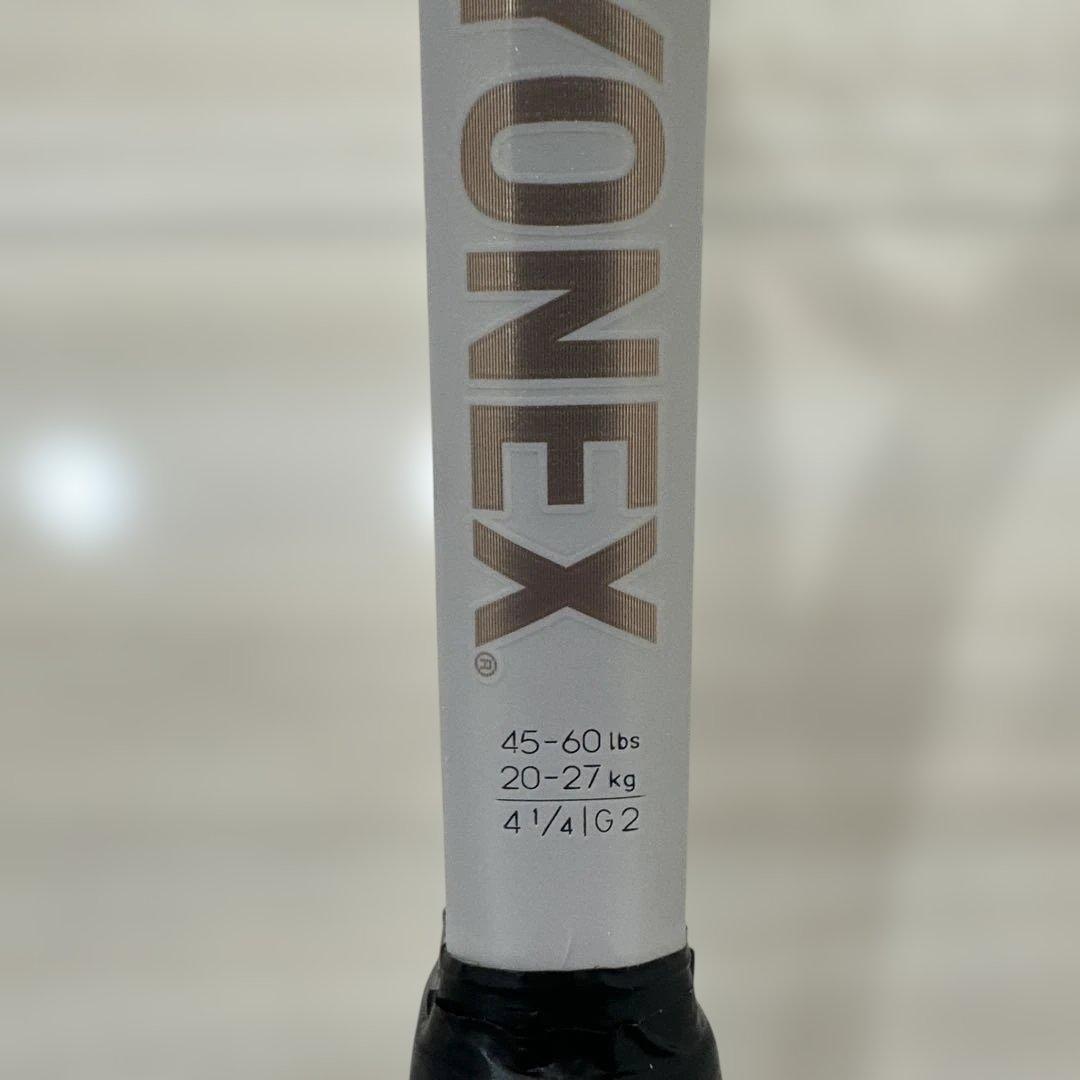 YONEX®
45-60 lbs
20-27 kg
4 1/4 | G2